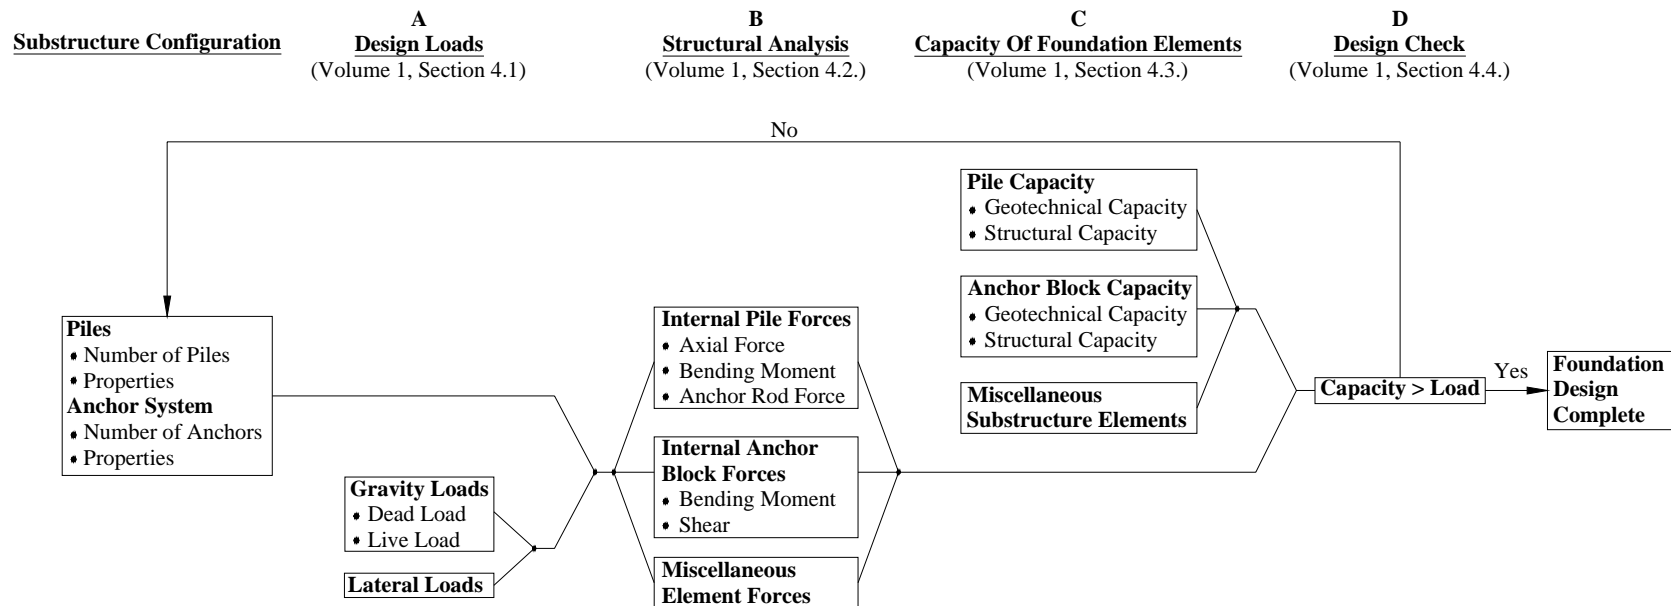 Substructure Configuration
A
Design Loads
(Volume 1, Section 4.1)
B
Structural Analysis
(Volume 1, Section 4.2.)
C
Capacity Of Foundation Elements
(Volume 1, Section 4.3.)
D
Design Check
(Volume 1, Section 4.4.)
No
Piles
• Number of Piles
• Properties
Anchor System
• Number of Anchors
• Properties
Gravity Loads
• Dead Load
• Live Load
Lateral Loads
Internal Pile Forces
• Axial Force
• Bending Moment
• Anchor Rod Force
Internal Anchor
Block Forces
• Bending Moment
• Shear
Miscellaneous
Element Forces
Pile Capacity
• Geotechnical Capacity
• Structural Capacity
Anchor Block Capacity
• Geotechnical Capacity
• Structural Capacity
Miscellaneous
Substructure Elements
Capacity > Load
Yes
Foundation
Design
Complete